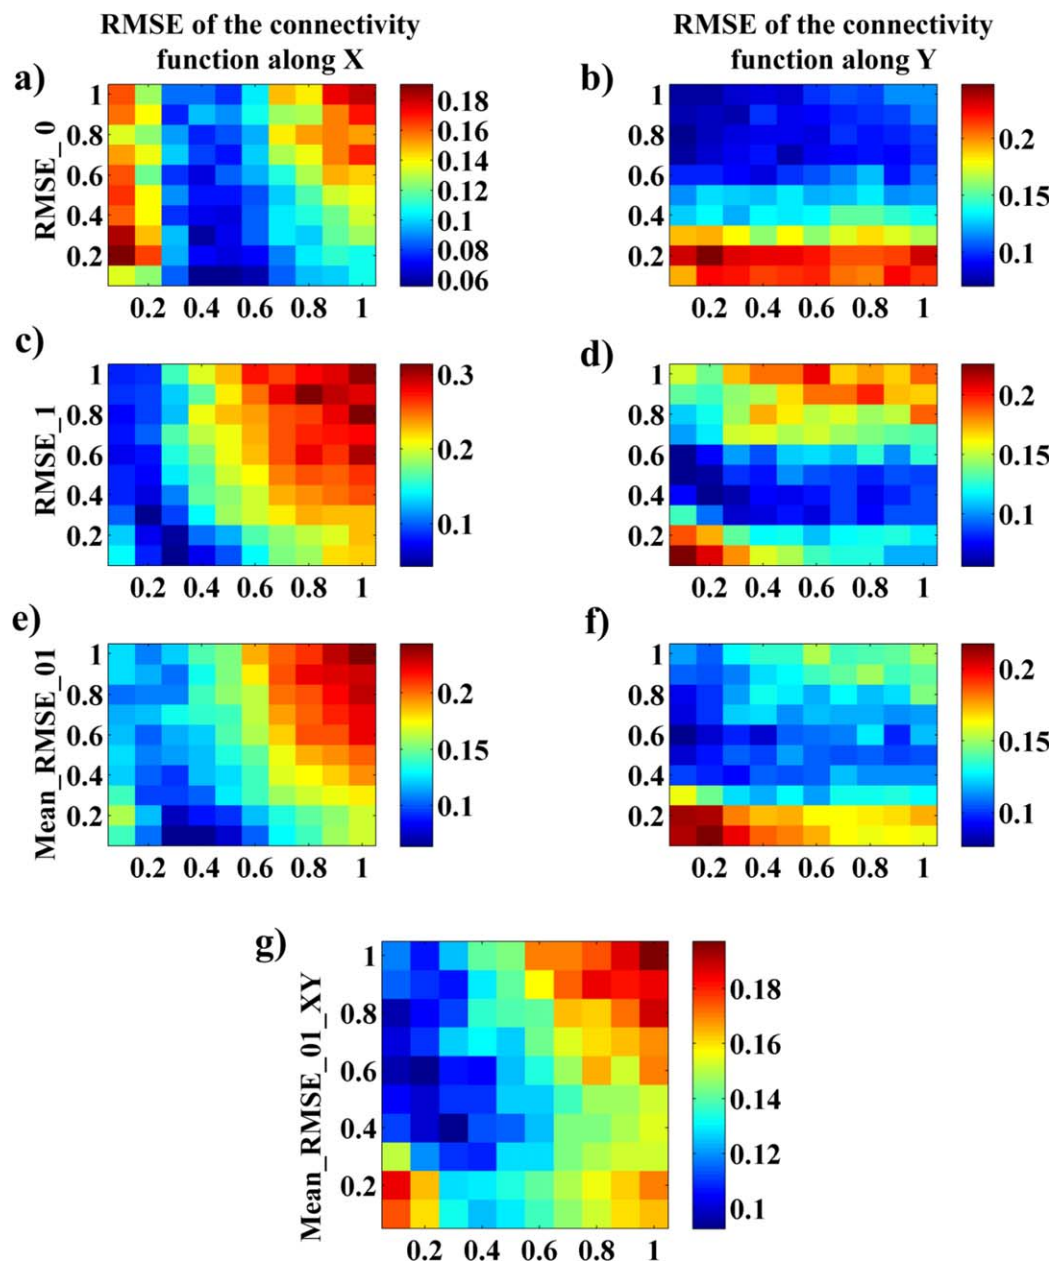 RMSE of the connectivity
function along X
RMSE of the connectivity
function along Y
a)
RMSE_0
1
0.8
0.6
0.4
0.2
0.2 0.4 0.6 0.8 1
0.18
0.16
0.14
0.12
0.1
0.08
0.06
b)
1
0.8
0.6
0.4
0.2
0.2 0.4 0.6 0.8 1
0.2
0.15
0.1
c)
RMSE_1
1
0.8
0.6
0.4
0.2
0.2 0.4 0.6 0.8 1
0.3
0.2
0.1
d)
1
0.8
0.6
0.4
0.2
0.2 0.4 0.6 0.8 1
0.2
0.15
0.1
e)
Mean_RMSE_01
1
0.8
0.6
0.4
0.2
0.2 0.4 0.6 0.8 1
0.2
0.15
0.1
f)
1
0.8
0.6
0.4
0.2
0.2 0.4 0.6 0.8 1
0.2
0.15
0.1
g)
Mean_RMSE_01_XY
1
0.8
0.6
0.4
0.2
0.2 0.4 0.6 0.8 1
0.18
0.16
0.14
0.12
0.1